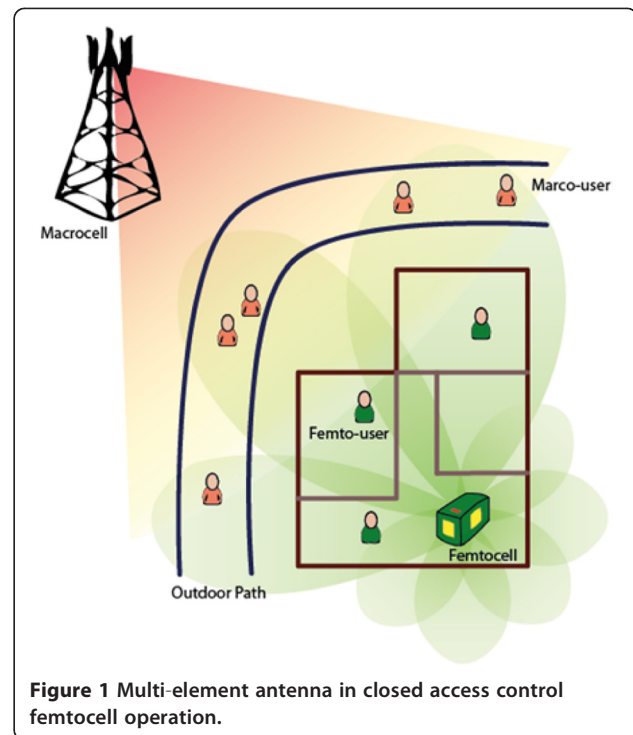 Macrocell
Marco-user
Femto-user
Femtocell
Outdoor Path
Figure 1 Multi-element antenna in closed access control
femtocell operation.